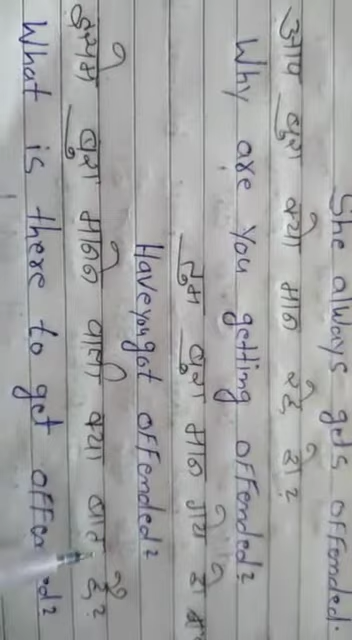 She always gets offended.
आप बुरा क्यों मान रहे हो?
Why are you getting offended?
तुम बुरा मान गये हो
Have you got offended?
इसमें बुरा मानने वाली क्या बात है?
What is there to get offended?